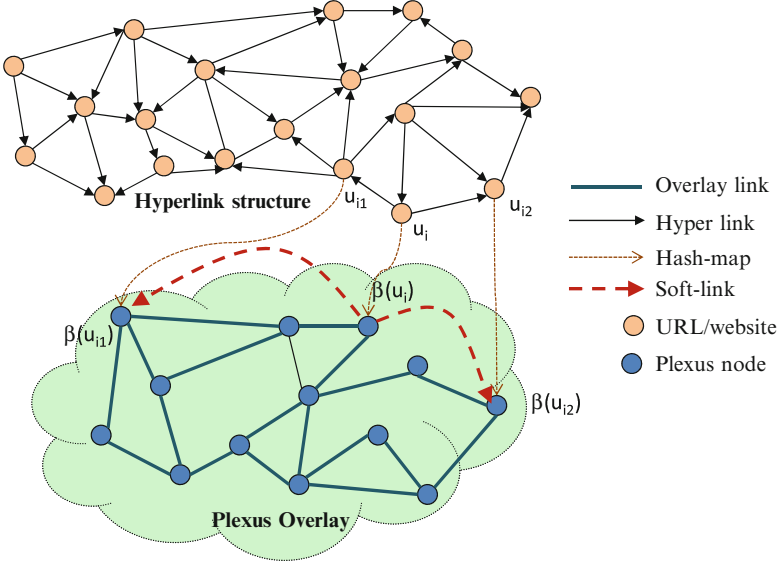 Hyperlink structure
u_i1
u_i
u_i2
Overlay link
Hyper link
Hash-map
Soft-link
URL/website
Plexus node
β(u_i)
β(u_i1)
β(u_i2)
Plexus Overlay